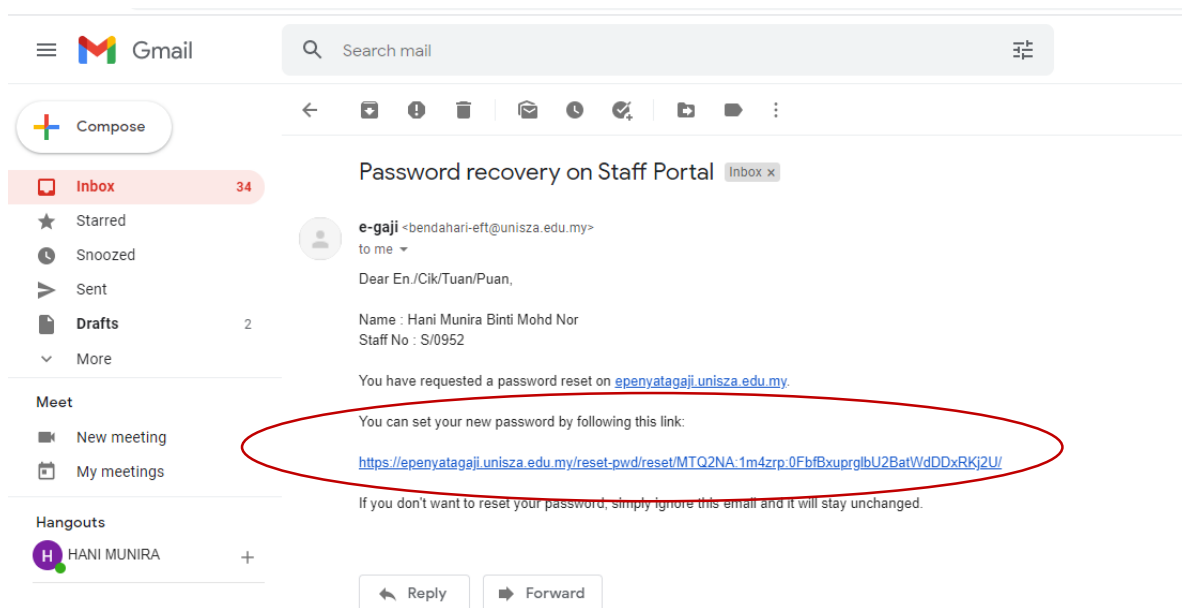 Gmail
Search mail
Compose
Inbox 34
Starred
Snoozed
Sent
Drafts 2
More
Meet
New meeting
My meetings
Hangouts
H HANI MUNIRA +
Password recovery on Staff Portal Inbox x
e-gaji <bendahari-eft@unisza.edu.my>
to me
Dear En./Cik/Tuan/Puan,
Name : Hani Munira Binti Mohd Nor
Staff No : S/0952
You have requested a password reset on epenyatagaji.unisza.edu.my.
You can set your new password by following this link:
https://epenyatagaji.unisza.edu.my/reset-pwd/reset/MTQ2NA:1m4zrp:0FbfBxuprglbU2BatWdDDxRKj2U/
If you don't want to reset your password, simply ignore this email and it will stay unchanged.
Reply
Forward